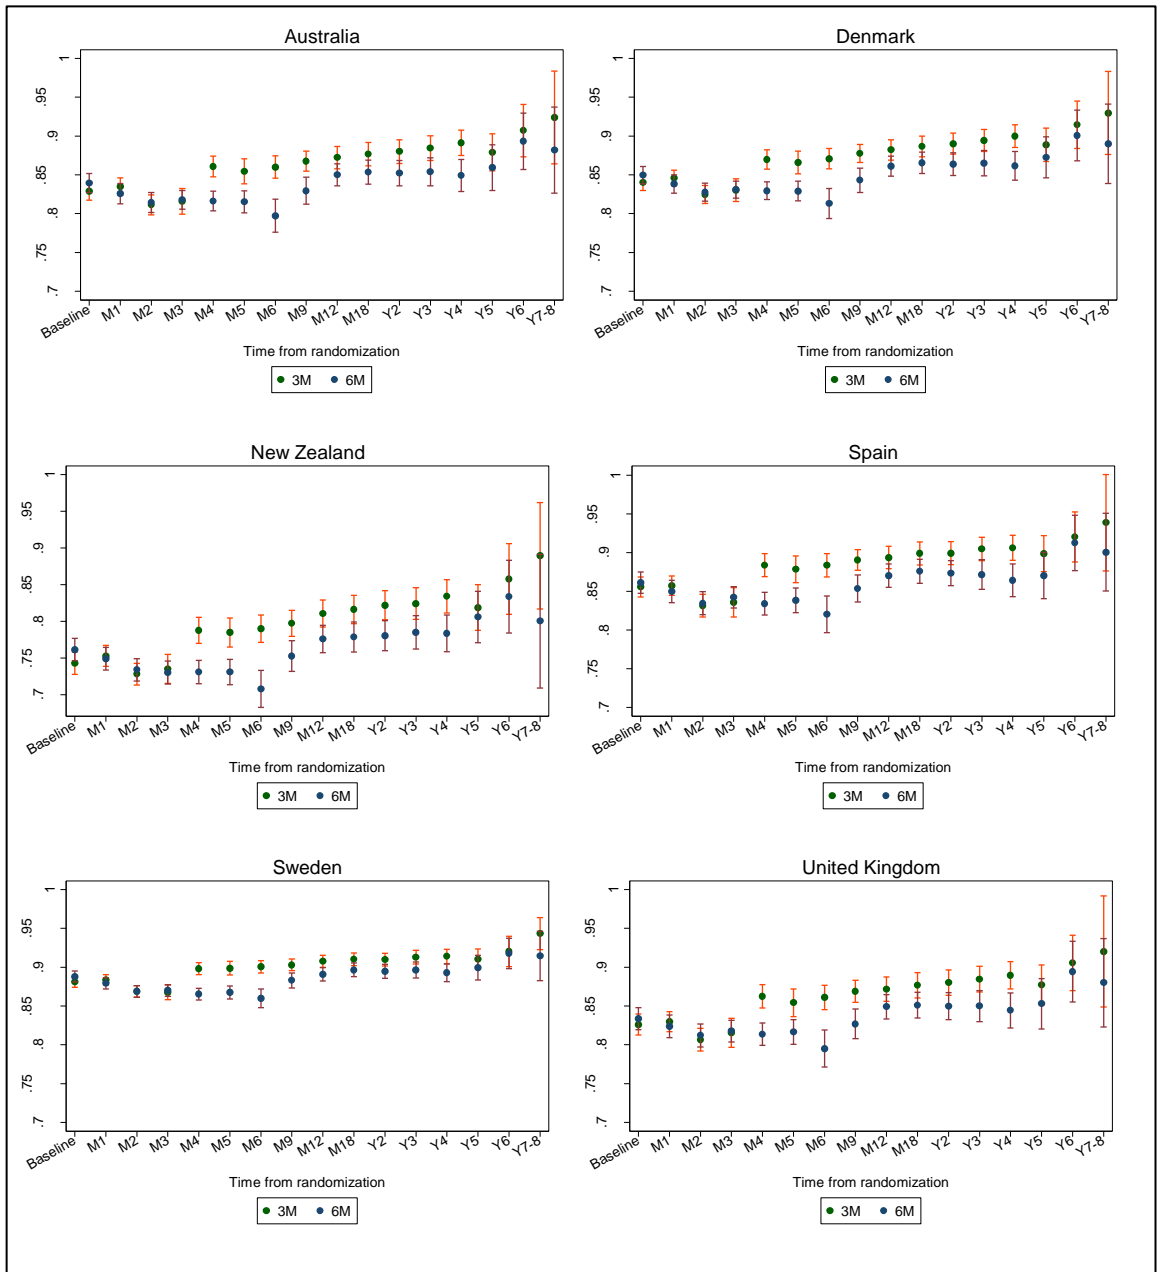 Australia
1
.95
.9
.85
.8
.75
.7
Baseline M1 M2 M3 M4 M5 M6 M9 M12 M18 Y2 Y3 Y4 Y5 Y6 Y7-8
Time from randomization
3M 6M
Denmark
1
.95
.9
.85
.8
.75
.7
Baseline M1 M2 M3 M4 M5 M6 M9 M12 M18 Y2 Y3 Y4 Y5 Y6 Y7-8
Time from randomization
3M 6M
New Zealand
1
.95
.9
.85
.8
.75
.7
Baseline M1 M2 M3 M4 M5 M6 M9 M12 M18 Y2 Y3 Y4 Y5 Y6 Y7-8
Time from randomization
3M 6M
Spain
1
.95
.9
.85
.8
.75
.7
Baseline M1 M2 M3 M4 M5 M6 M9 M12 M18 Y2 Y3 Y4 Y5 Y6 Y7-8
Time from randomization
3M 6M
Sweden
1
.95
.9
.85
.8
.75
.7
Baseline M1 M2 M3 M4 M5 M6 M9 M12 M18 Y2 Y3 Y4 Y5 Y6 Y7-8
Time from randomization
3M 6M
United Kingdom
1
.95
.9
.85
.8
.75
.7
Baseline M1 M2 M3 M4 M5 M6 M9 M12 M18 Y2 Y3 Y4 Y5 Y6 Y7-8
Time from randomization
3M 6M